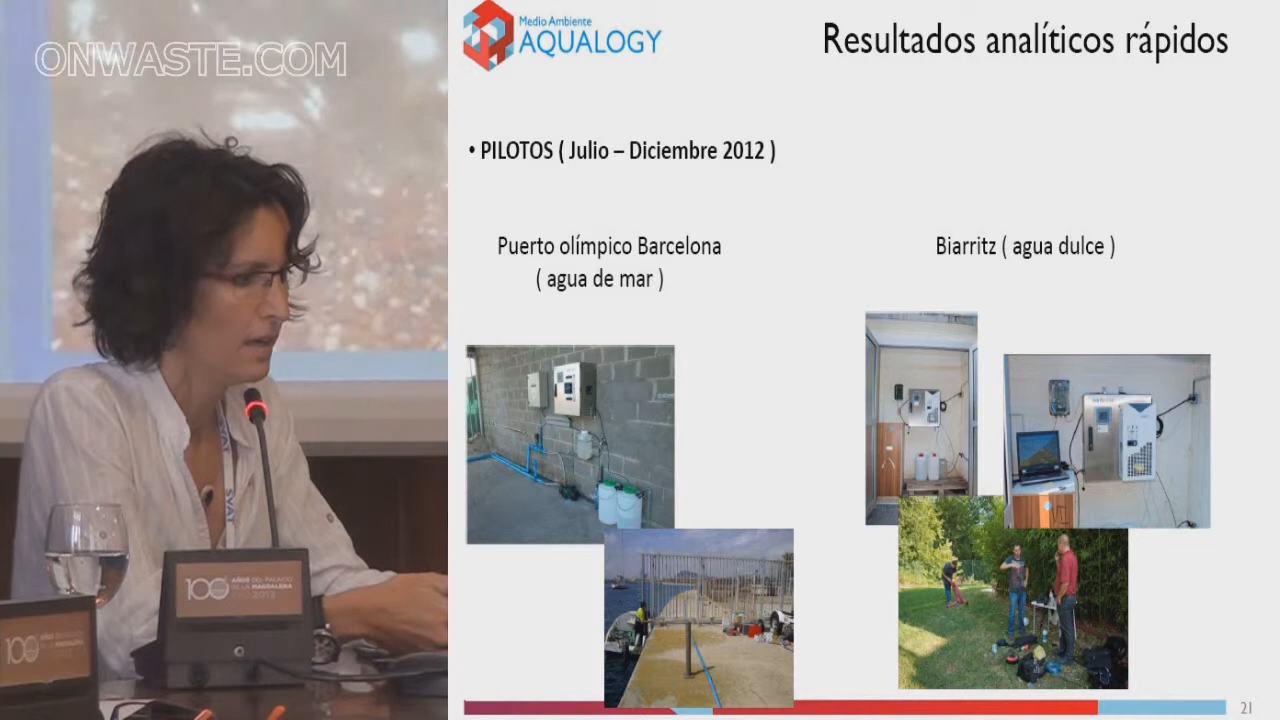 ONWASTE.COM
Medio Ambiente
AQUALOGY
Resultados analíticos rápidos
• PILOTOS ( Julio – Diciembre 2012 )
Puerto olímpico Barcelona
( agua de mar )
Biarritz ( agua dulce )
100 AÑOS DEL PALACIO
DE LA MAGDALENA
100
21